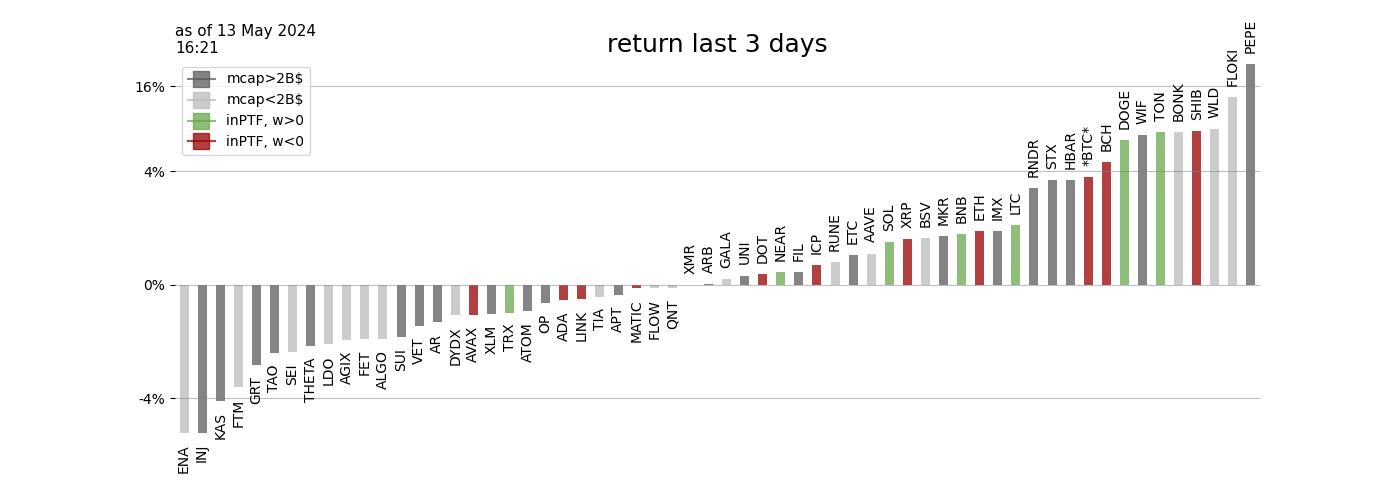 as of 13 May 2024
16:21
return last 3 days
mcap>2B$
mcap<2B$
inPTF, w>0
inPTF, w<0
16%
4%
0%
-4%
ENA
INJ
KAS
FTM
GRT
TAO
SEI
THETA
LDO
AGIX
FET
ALGO
SUI
VET
AR
DYDX
AVAX
XLM
TRX
ATOM
OP
ADA
LINK
TIA
APT
MATIC
FLOW
QNT
XMR
ARB
GALA
UNI
DOT
NEAR
FIL
ICP
RUNE
ETC
AAVE
SOL
XRP
BSV
MKR
BNB
ETH
IMX
LTC
RNDR
STX
HBAR
*BTC*
BCH
DOGE
WIF
TON
BONK
SHIB
WLD
FLOKI
PEPE